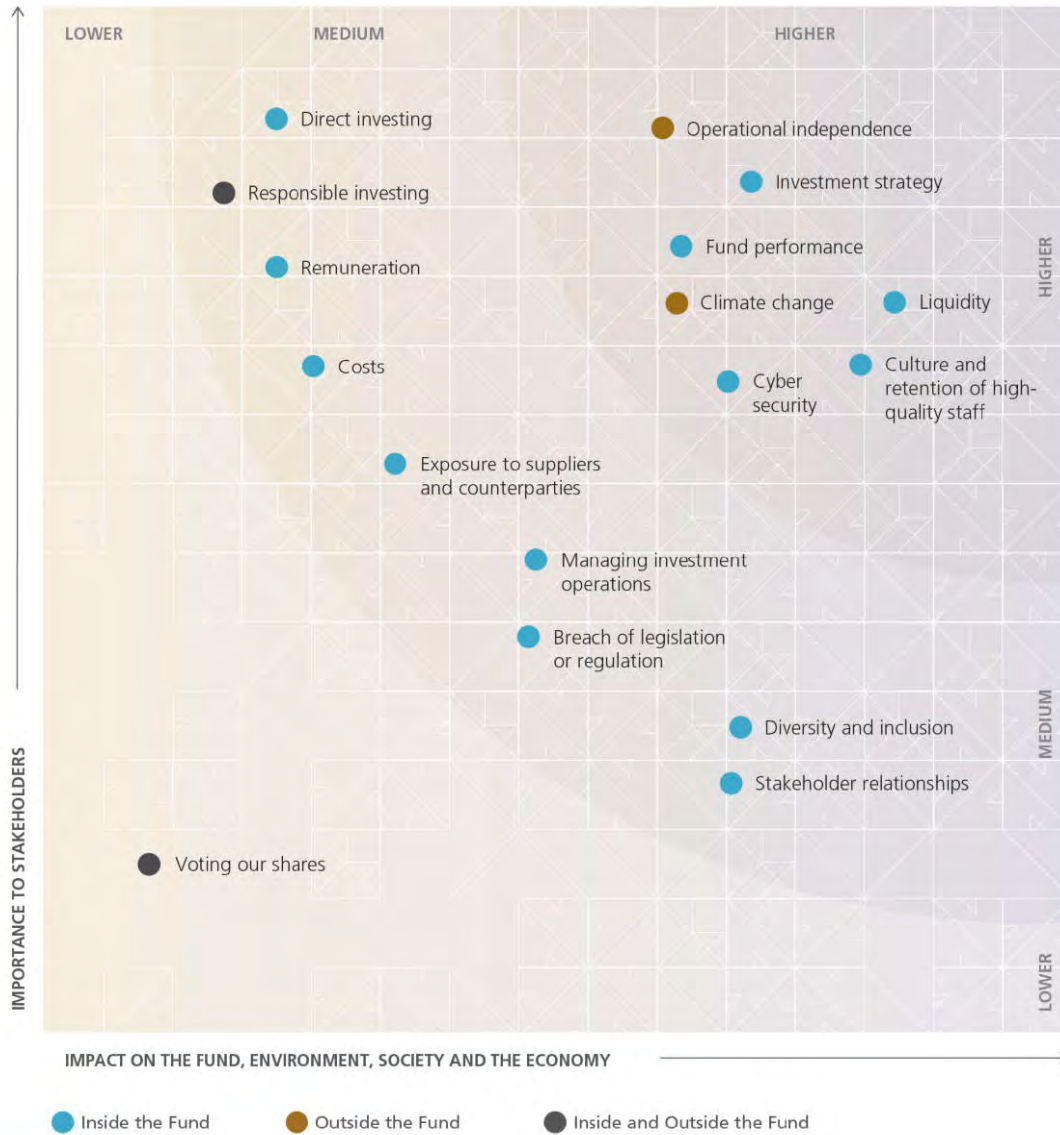 LOWER
MEDIUM
HIGHER
Direct investing
Operational independence
Investment strategy
Responsible investing
Fund performance
HIGHER
Remuneration
Climate change
Liquidity
Costs
Cyber
security
Culture and
retention of high-
quality staff
Exposure to suppliers
and counterparties
Managing investment
operations
Breach of legislation
or regulation
MEDIUM
Diversity and inclusion
Stakeholder relationships
IMPORTANCE TO STAKEHOLDERS
Voting our shares
LOWER
IMPACT ON THE FUND, ENVIRONMENT, SOCIETY AND THE ECONOMY
Inside the Fund
Outside the Fund
Inside and Outside the Fund